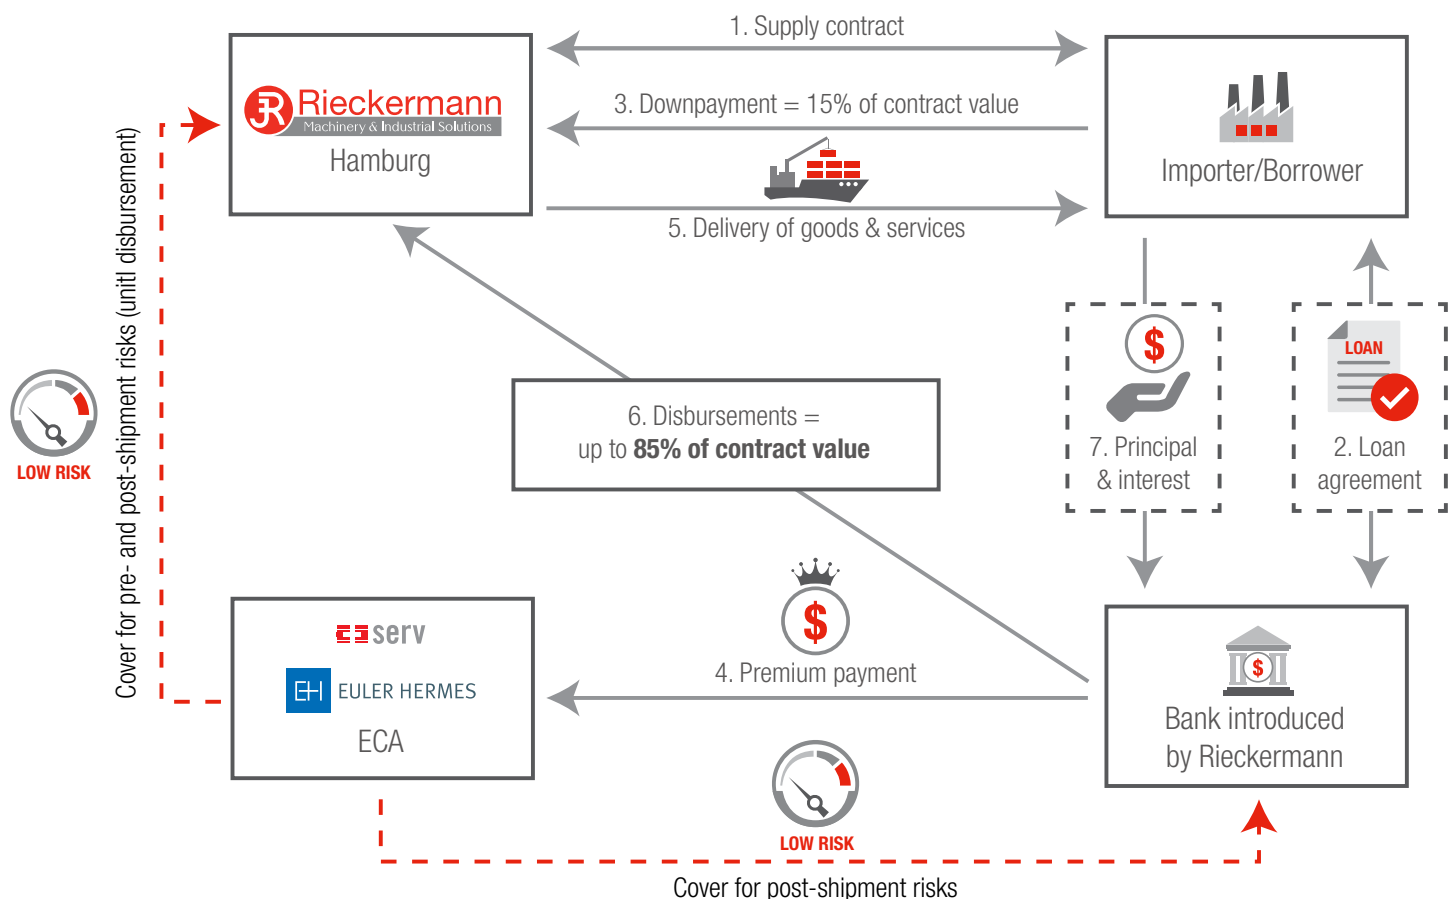 1. Supply contract
Rieckermann
Machinery & Industrial Solutions
Hamburg
3. Downpayment = 15% of contract value
Importer/Borrower
5. Delivery of goods & services
Cover for pre- and post-shipment risks (unitl disbursement)
LOW RISK
6. Disbursements =
up to 85% of contract value
$
7. Principal
& interest
LOAN
2. Loan
agreement
serv
EH EULER HERMES
ECA
$
4. Premium payment
$
Bank introduced
by Rieckermann
LOW RISK
Cover for post-shipment risks